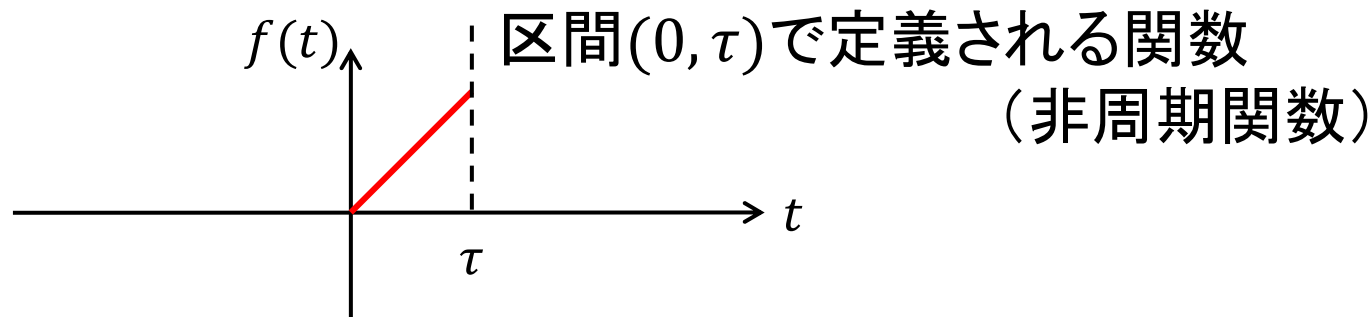 f(t)
区間(0, τ)で定義される関数
（非周期関数）
t
τ